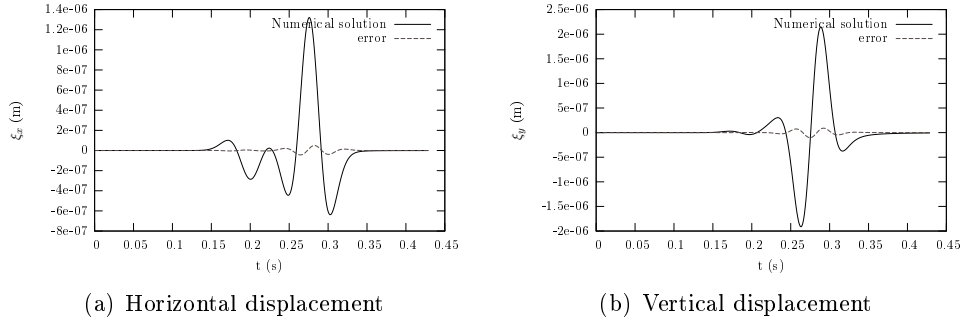 1.4e-06
1.2e-06
1e-06
8e-07
6e-07
4e-07
2e-07
0
-2e-07
-4e-07
-6e-07
-8e-07
ξx (m)
Numerical solution
error
0 0.05 0.1 0.15 0.2 0.25 0.3 0.35 0.4 0.45
t (s)
(a) Horizontal displacement
2.5e-06
2e-06
1.5e-06
1e-06
5e-07
0
-5e-07
-1e-06
-1.5e-06
-2e-06
ξy (m)
Numerical solution
error
0 0.05 0.1 0.15 0.2 0.25 0.3 0.35 0.4 0.45
t (s)
(b) Vertical displacement